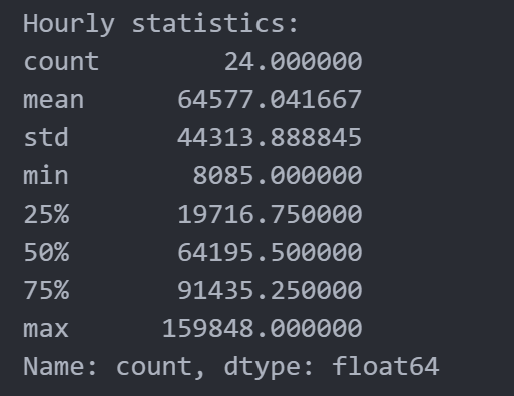 Hourly statistics:
count        24.000000
mean      64577.041667
std       44313.888845
min        8085.000000
25%       19716.750000
50%       64195.500000
75%       91435.250000
max      159848.000000
Name: count, dtype: float64